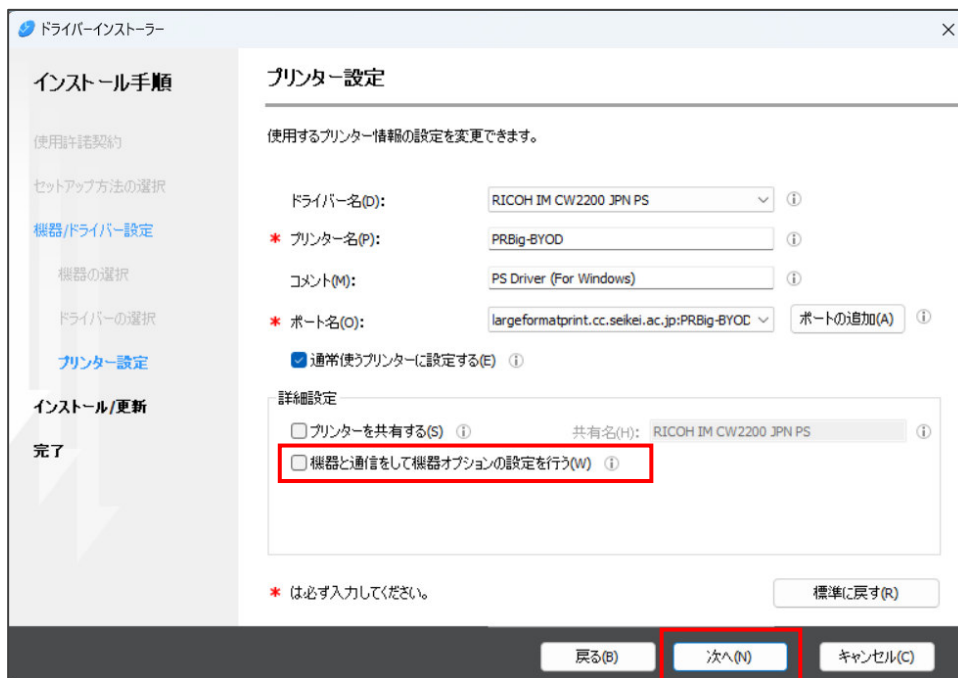 ドライバーインストーラー
インストール手順
使用許諾契約
セットアップ方法の選択
機器/ドライバー設定
機器の選択
ドライバーの選択
プリンター設定
インストール/更新
完了
プリンター設定
使用するプリンター情報の設定を変更できます。
ドライバー名(D): RICOH IM CW2200 JPN PS
* プリンター名(P): PRBig-BYOD
コメント(M): PS Driver (For Windows)
* ポート名(O): largeformatprint.cc.seikei.ac.jp:PRBig-BYOD ポートの追加(A)
通常使うプリンターに設定する(E)
詳細設定
プリンターを共有する(S) 共有名(H): RICOH IM CW2200 JPN PS
機器と通信をして機器オプションの設定を行う(W)
* は必ず入力してください。 標準に戻す(R)
戻る(B) 次へ(N) キャンセル(C)